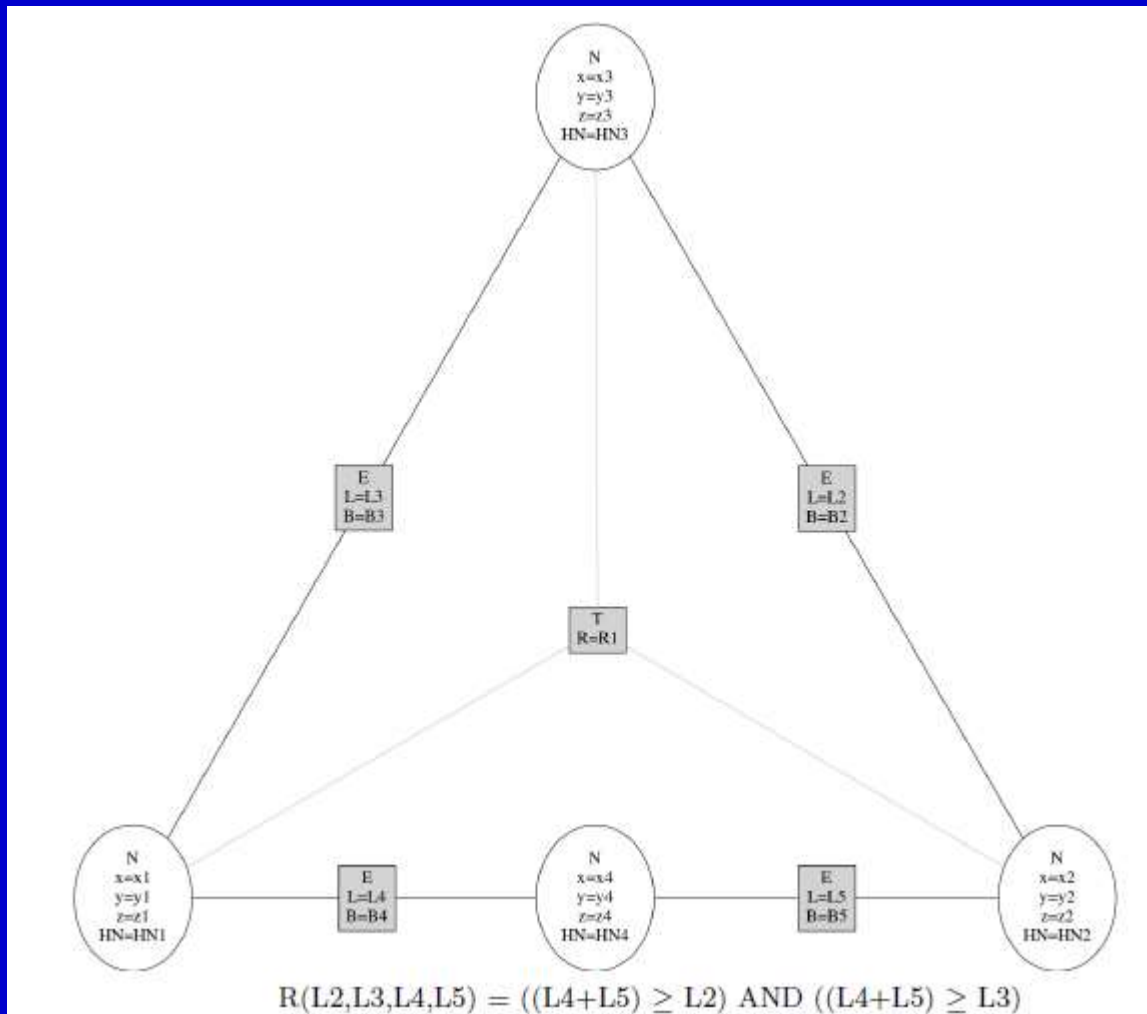 N
x=x3
y=y3
z=z3
HN=HN3
E
L=L3
B=B3
E
L=L2
B=B2
T
R=R1
N
x=x1
y=y1
z=z1
HN=HN1
E
L=L4
B=B4
N
x=x4
y=y4
z=z4
HN=HN4
E
L=L5
B=B5
N
x=x2
y=y2
z=z2
HN=HN2
R(L2,L3,L4,L5) = ((L4+L5) ≥ L2) AND ((L4+L5) ≥ L3)